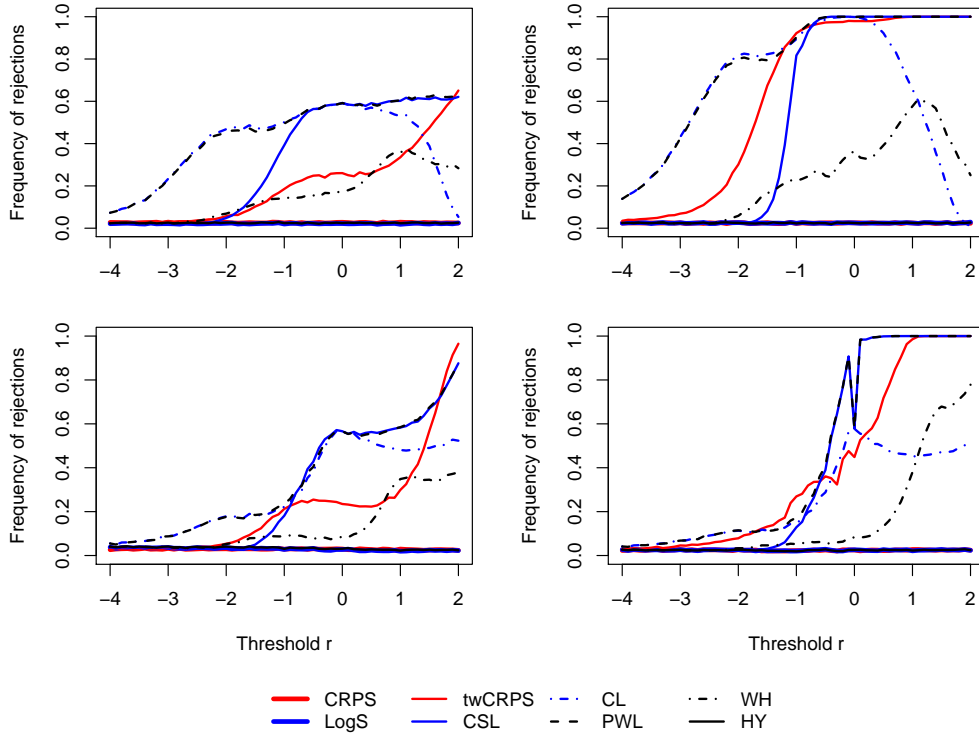 Frequency of rejections
0.0 0.2 0.4 0.6 0.8 1.0
−4 −3 −2 −1 0 1 2
Frequency of rejections
0.0 0.2 0.4 0.6 0.8 1.0
−4 −3 −2 −1 0 1 2
Frequency of rejections
0.0 0.2 0.4 0.6 0.8 1.0
−4 −3 −2 −1 0 1 2
Threshold r
Frequency of rejections
0.0 0.2 0.4 0.6 0.8 1.0
−4 −3 −2 −1 0 1 2
Threshold r
CRPS twCRPS CL WH
LogS CSL PWL HY